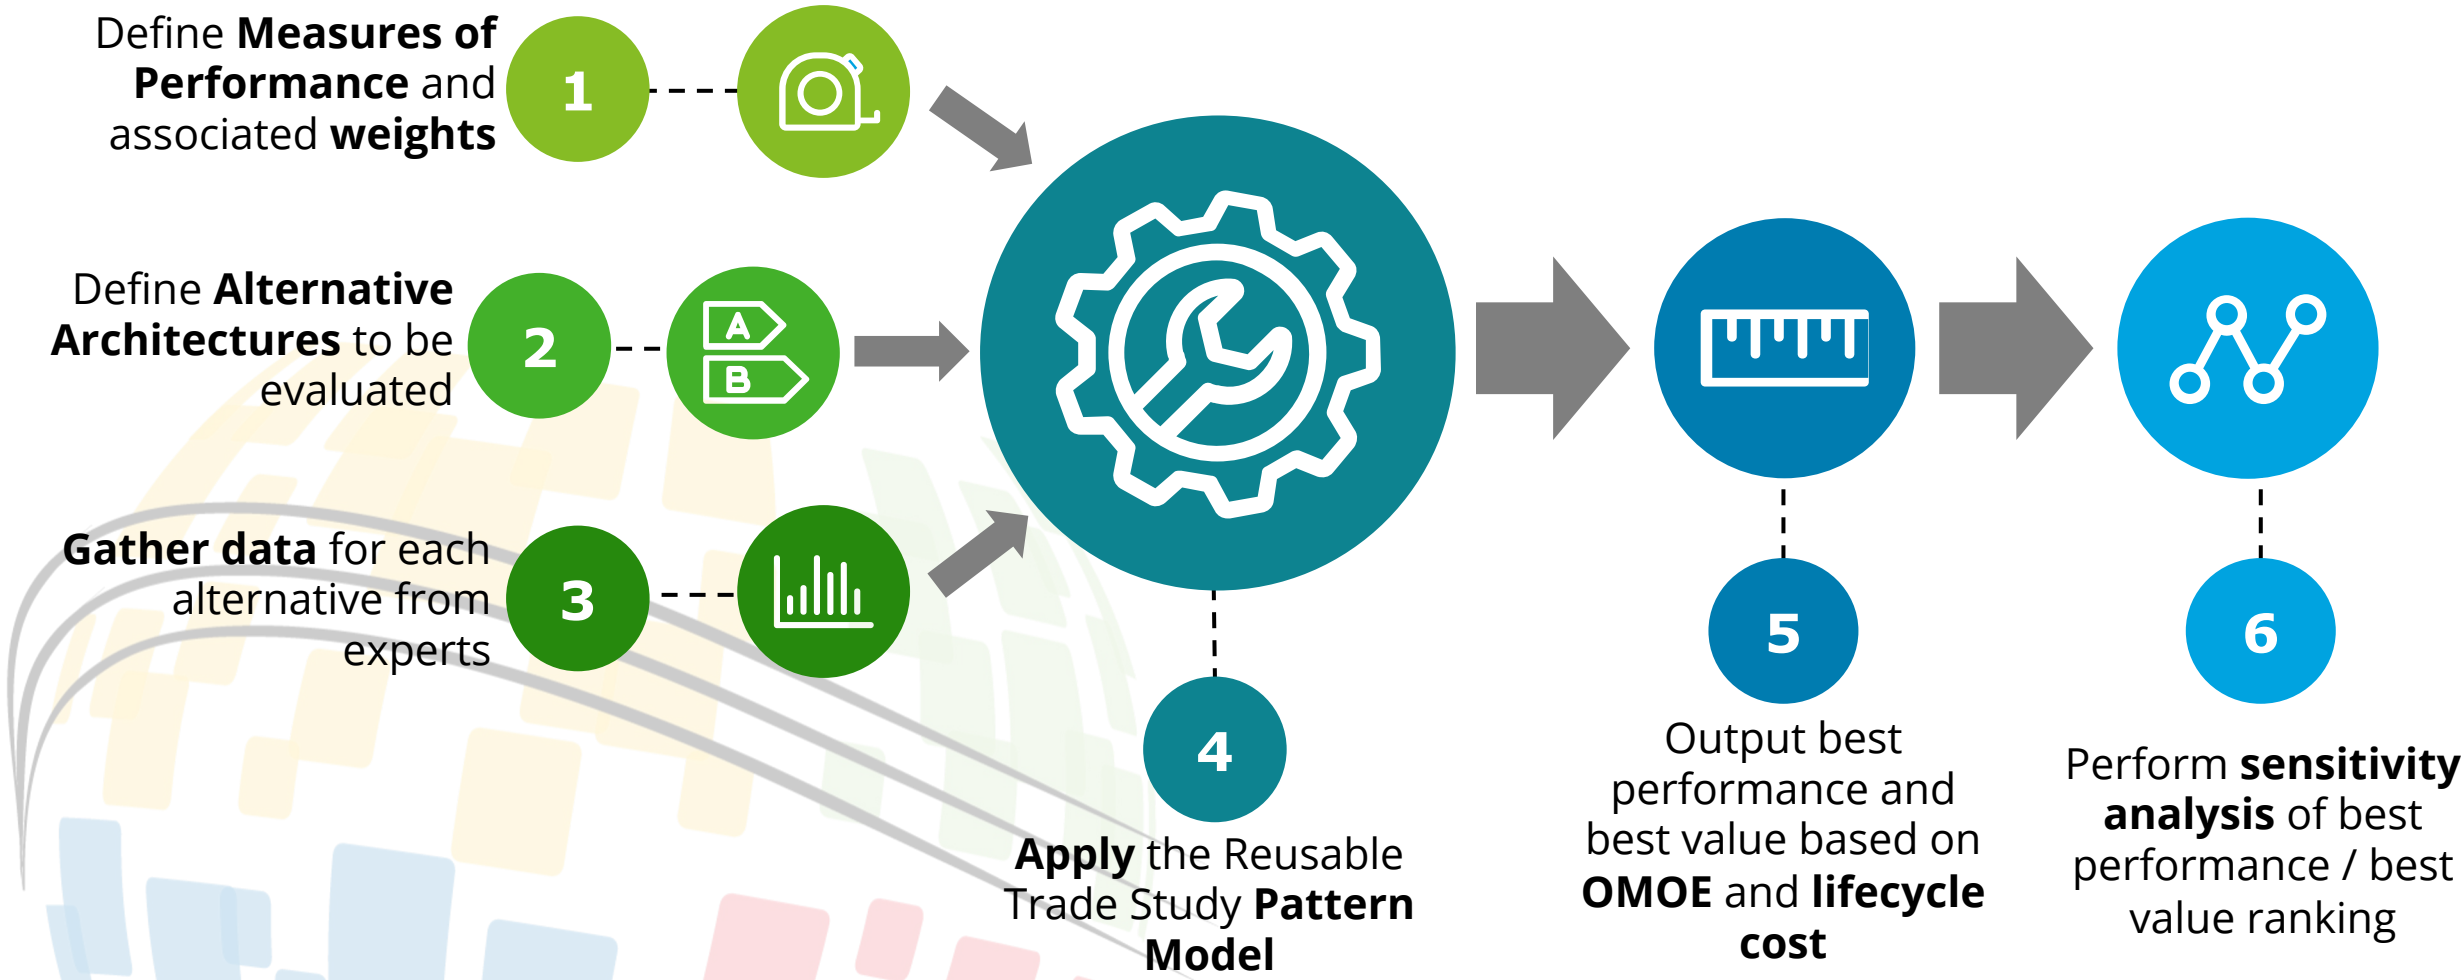 Define Measures of
Performance and
associated weights
1
Define Alternative
Architectures to be
evaluated
2
A
B
Gather data for each
alternative from
experts
3
4
Apply the Reusable
Trade Study Pattern
Model
5
Output best
performance and
best value based on
OMOE and lifecycle
cost
6
Perform sensitivity
analysis of best
performance / best
value ranking